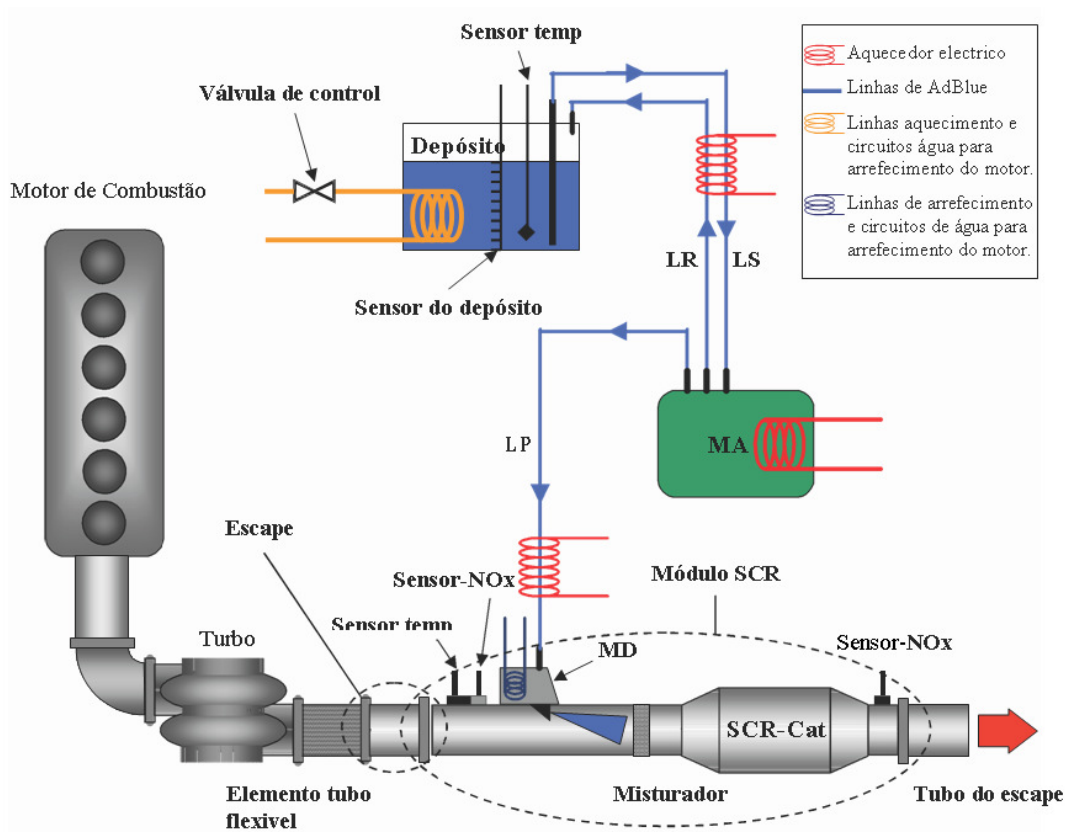 Sensor temp
Válvula de control
Depósito
Motor de Combustão
Sensor do depósito
LR
LS
Aquecedor electrico
Linhas de AdBlue
Linhas aquecimento e
circuitos água para
arrefecimento do motor.
Linhas de arrefecimento
e circuitos de água para
arrefecimento do motor.
LP
MA
Escape
Sensor-NOx
Sensor temp
Módulo SCR
Turbo
MD
Sensor-NOx
SCR-Cat
Elemento tubo
flexivel
Misturador
Tubo do escape